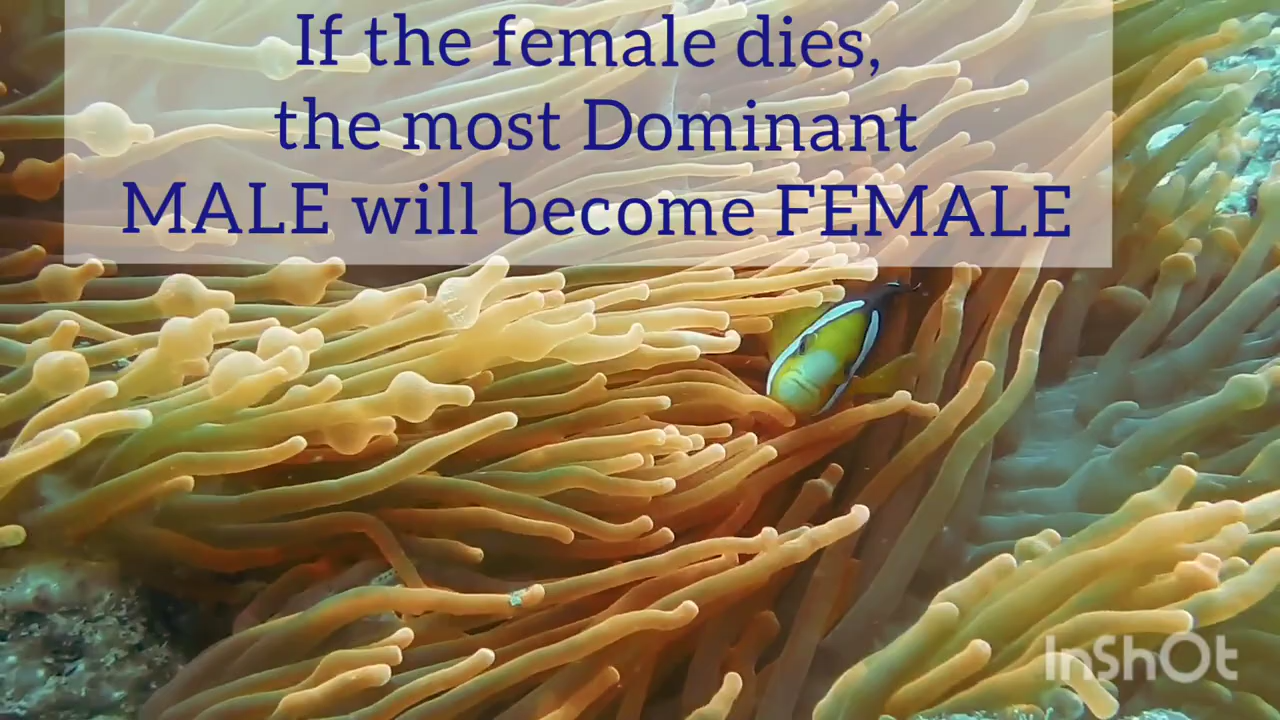 If the female dies,
the most Dominant
MALE will become FEMALE
InShOt